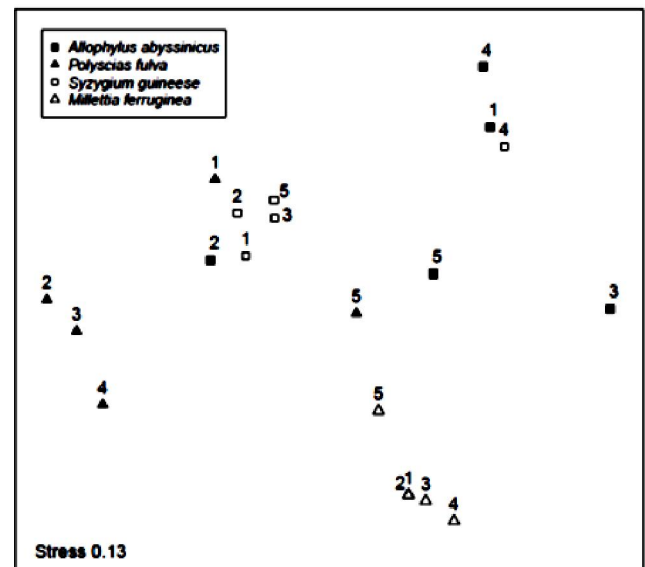 Allophylus abyssinicus
Polyscias fulva
Syzygium guineese
Millettia ferruginea
4
1
4
1
2
5
3
2
1
5
2
3
3
5
4
5
2 1 3
4
Stress 0.13